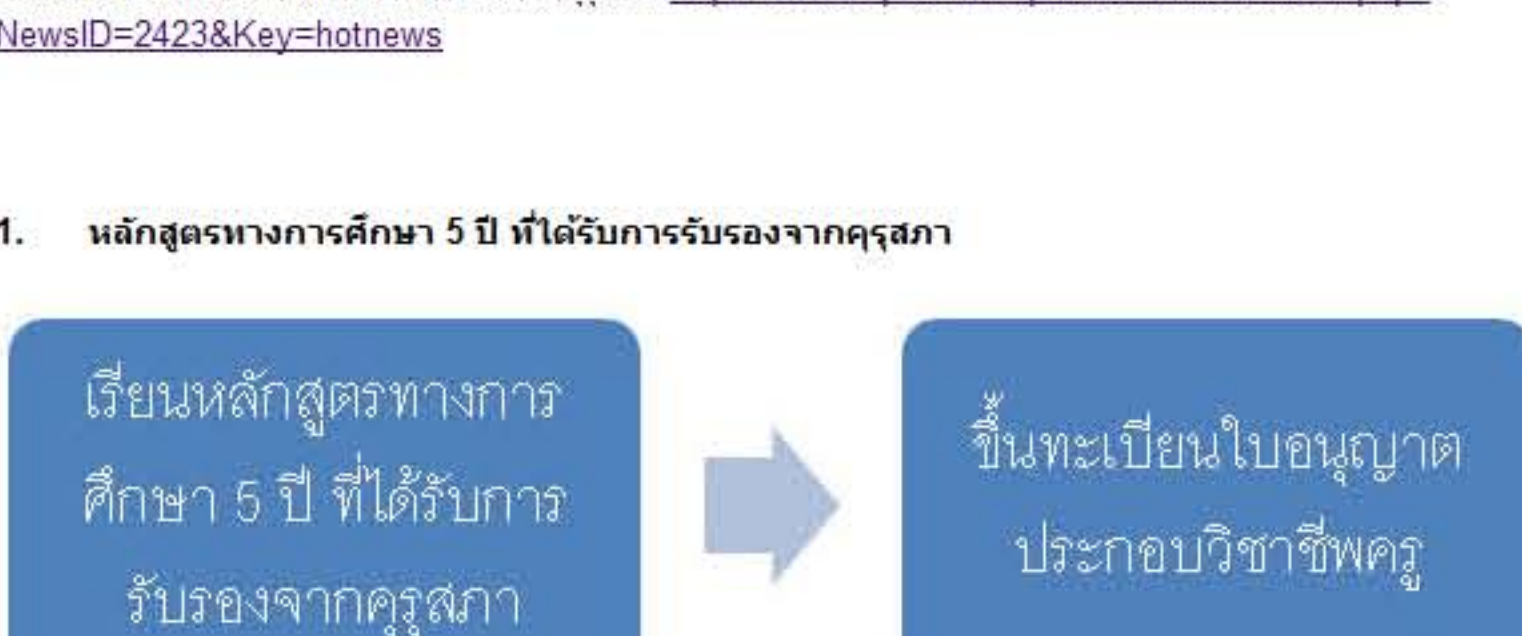 NewsID=2423&Key=hotnews
1. หลักสูตรทางการศึกษา 5 ปี ที่ได้รับการรับรองจากคุรุสภา
เรียนหลักสูตรทางการ
ศึกษา 5 ปี ที่ได้รับการ
รับรองจากคุรุสภา
ขึ้นทะเบียนใบอนุญาต
ประกอบวิชาชีพครู